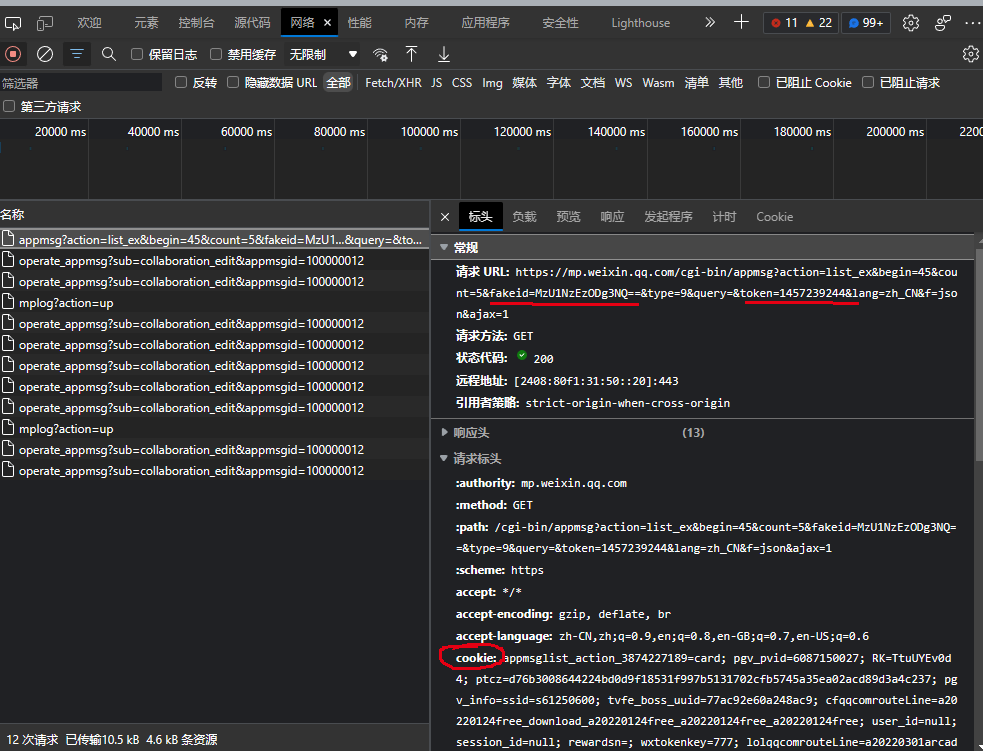 欢迎 元素 控制台 源代码 网络 × 性能 内存 应用程序 安全性 Lighthouse 11 22 99+
保留日志 禁用缓存 无限制
筛选器 反转 隐藏数据 URL 全部 Fetch/XHR JS CSS Img 媒体 字体 文档 WS Wasm 清单 其他 已阻止 Cookie 已阻止请求
第三方请求
20000 ms 40000 ms 60000 ms 80000 ms 100000 ms 120000 ms 140000 ms 160000 ms 180000 ms 200000 ms 2200
名称
appmsg?action=list_ex&begin=45&count=5&fakeid=MzU1...&query=&to...
operate_appmsg?sub=collaboration_edit&appmsgid=100000012
operate_appmsg?sub=collaboration_edit&appmsgid=100000012
mplog?action=up
operate_appmsg?sub=collaboration_edit&appmsgid=100000012
operate_appmsg?sub=collaboration_edit&appmsgid=100000012
operate_appmsg?sub=collaboration_edit&appmsgid=100000012
operate_appmsg?sub=collaboration_edit&appmsgid=100000012
operate_appmsg?sub=collaboration_edit&appmsgid=100000012
mplog?action=up
operate_appmsg?sub=collaboration_edit&appmsgid=100000012
operate_appmsg?sub=collaboration_edit&appmsgid=100000012
12 次请求 已传输10.5 kB 4.6 kB 条资源
× 标头 负载 预览 响应 发起程序 计时 Cookie
常规
请求 URL: https://mp.weixin.qq.com/cgi-bin/appmsg?action=list_ex&begin=45&cou
nt=5&fakeid=MzU1NzEzODg3NQ==&type=9&query=&token=1457239244&lang=zh_CN&f=jso
n&ajax=1
请求方法: GET
状态代码: 200
远程地址: [2408:80f1:31:50::20]:443
引用者策略: strict-origin-when-cross-origin
响应头 (13)
请求标头
:authority: mp.weixin.qq.com
:method: GET
:path: /cgi-bin/appmsg?action=list_ex&begin=45&count=5&fakeid=MzU1NzEzODg3NQ=
=&type=9&query=&token=1457239244&lang=zh_CN&f=json&ajax=1
:scheme: https
accept: */*
accept-encoding: gzip, deflate, br
accept-language: zh-CN,zh;q=0.9,en;q=0.8,en-GB;q=0.7,en-US;q=0.6
cookie: appmsglist_action_3874227189=card; pgv_pvid=6087150027; RK=TtuUYEv0d
4; ptcz=d76b3008644224bd0d9f18531f997b5131702cfb5745a35ea02acd89d3a4c237; pg
v_info=ssid=s61250600; tvfe_boss_uuid=77ac92e60a248ac9; cfqqcomrouteLine=a20
220124free_download_a20220124free_a20220124free_a20220124free; user_id=null;
session_id=null; rewardsn=; wxtokenkey=777; lolqqcomrouteLine=a20220301arcad